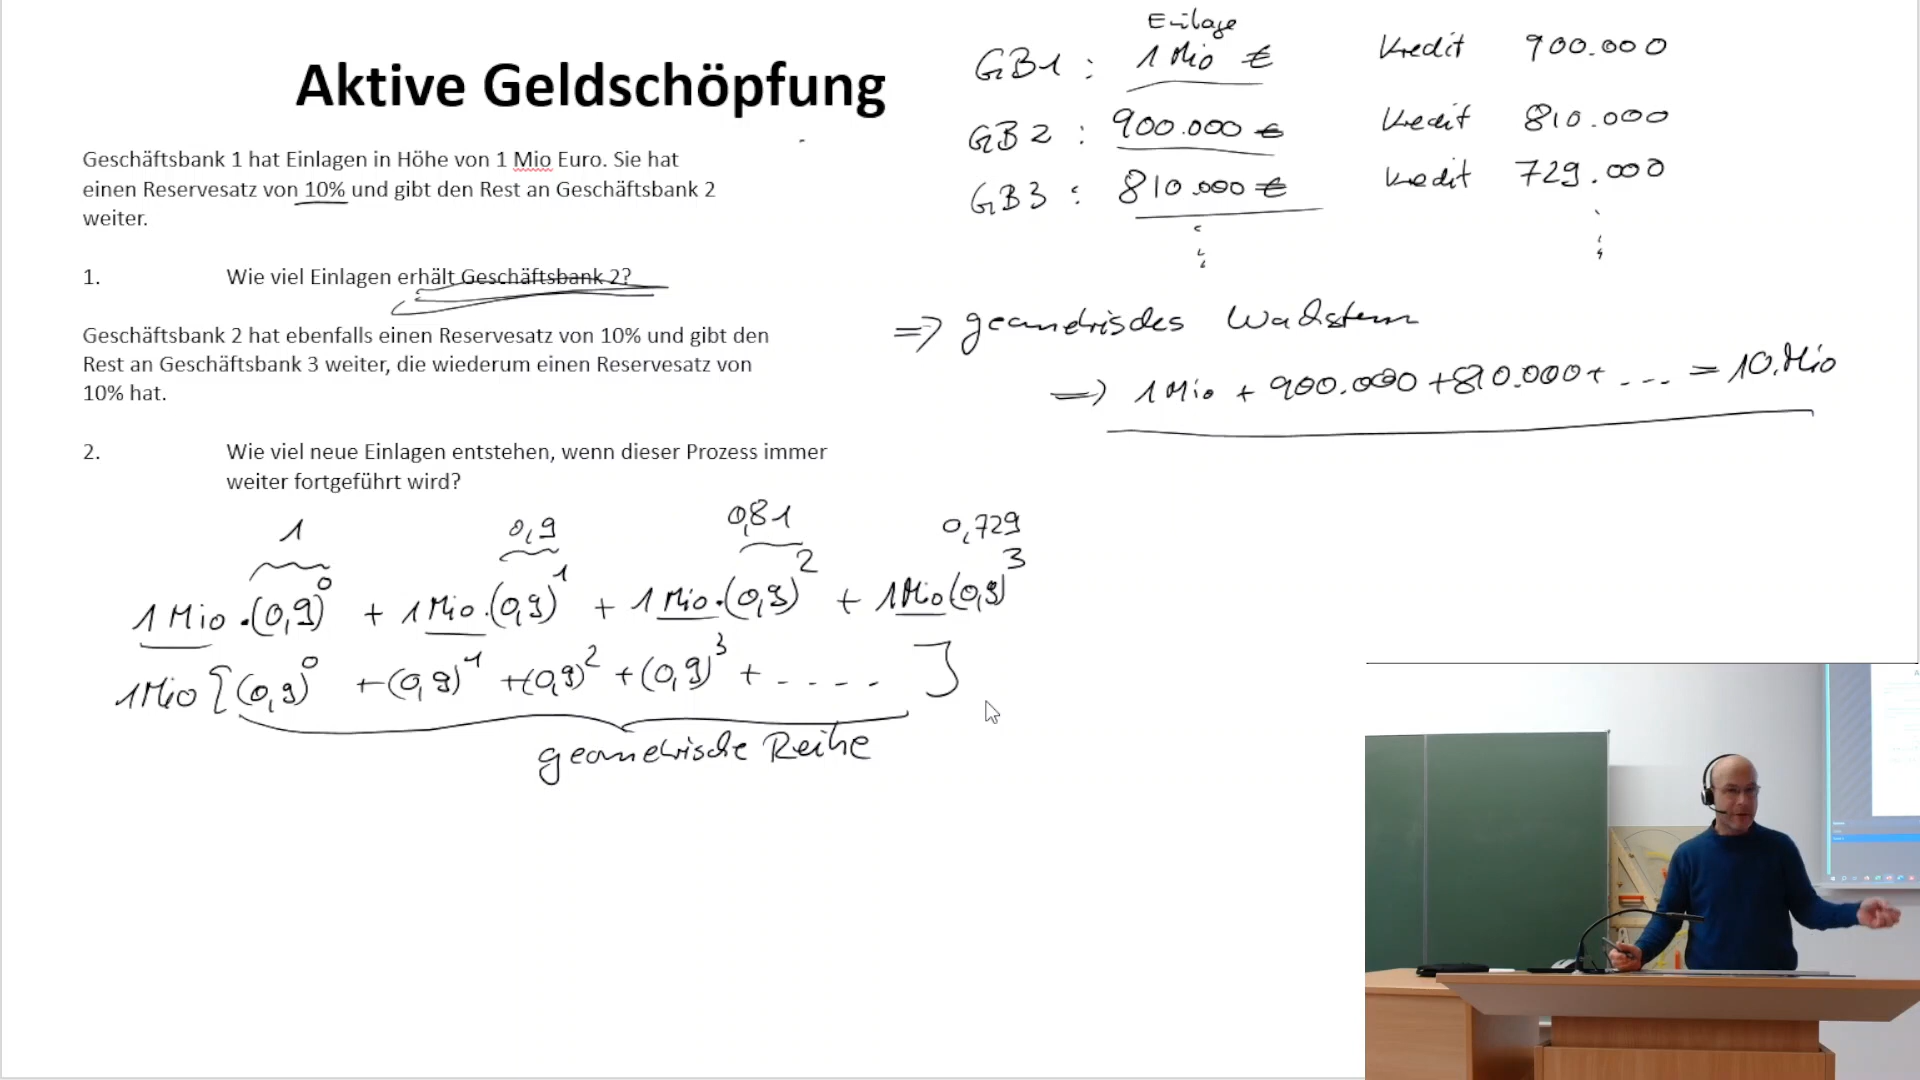 Aktive Geldschöpfung
Geschäftsbank 1 hat Einlagen in Höhe von 1 Mio Euro. Sie hat
einen Reservesatz von 10% und gibt den Rest an Geschäftsbank 2
weiter.
1. Wie viel Einlagen erhält Geschäftsbank 2?
Geschäftsbank 2 hat ebenfalls einen Reservesatz von 10% und gibt den
Rest an Geschäftsbank 3 weiter, die wiederum einen Reservesatz von
10% hat.
2. Wie viel neue Einlagen entstehen, wenn dieser Prozess immer
weiter fortgeführt wird?
1 0,9 0,81 0,729
1 Mio ·(0,9)⁰ + 1 Mio ·(0,9)¹ + 1 Mio ·(0,9)² + 1 Mio (0,9)³
1 Mio [(0,9)⁰ +(0,9)¹ +(0,9)² +(0,9)³ + ..... ]
geometrische Reihe
Einlage
GB1 : 1 Mio € Kredit 900.000
GB2 : 900.000 € Kredit 810.000
GB3 : 810.000 € Kredit 729.000
=> geometrisches Wachstum
=> 1 Mio + 900.000 + 810.000 + .... = 10 Mio